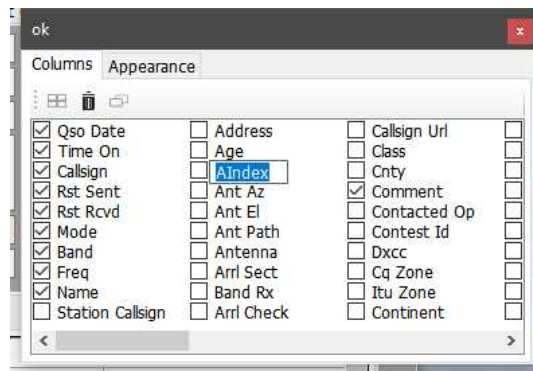 ok
x
Columns Appearance
Qso Date Address Callsign Url
Time On Age Class
Callsign AIndex Cnty
Rst Sent Ant Az Comment
Rst Rcvd Ant El Contacted Op
Mode Ant Path Contest Id
Band Antenna Dxcc
Freq Arrl Sect Cq Zone
Name Band Rx Itu Zone
Station Callsign Arrl Check Continent